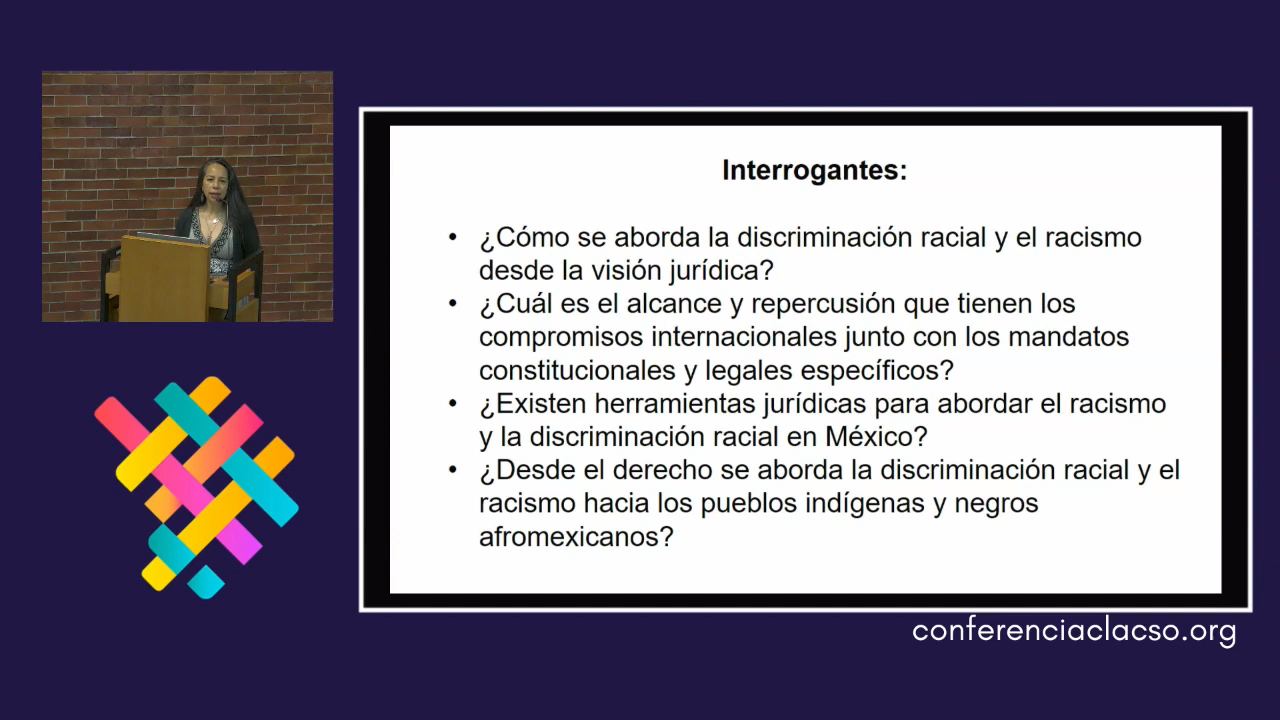 Interrogantes:
• ¿Cómo se aborda la discriminación racial y el racismo
desde la visión jurídica?
• ¿Cuál es el alcance y repercusión que tienen los
compromisos internacionales junto con los mandatos
constitucionales y legales específicos?
• ¿Existen herramientas jurídicas para abordar el racismo
y la discriminación racial en México?
• ¿Desde el derecho se aborda la discriminación racial y el
racismo hacia los pueblos indígenas y negros
afromexicanos?
conferenciaclacso.org